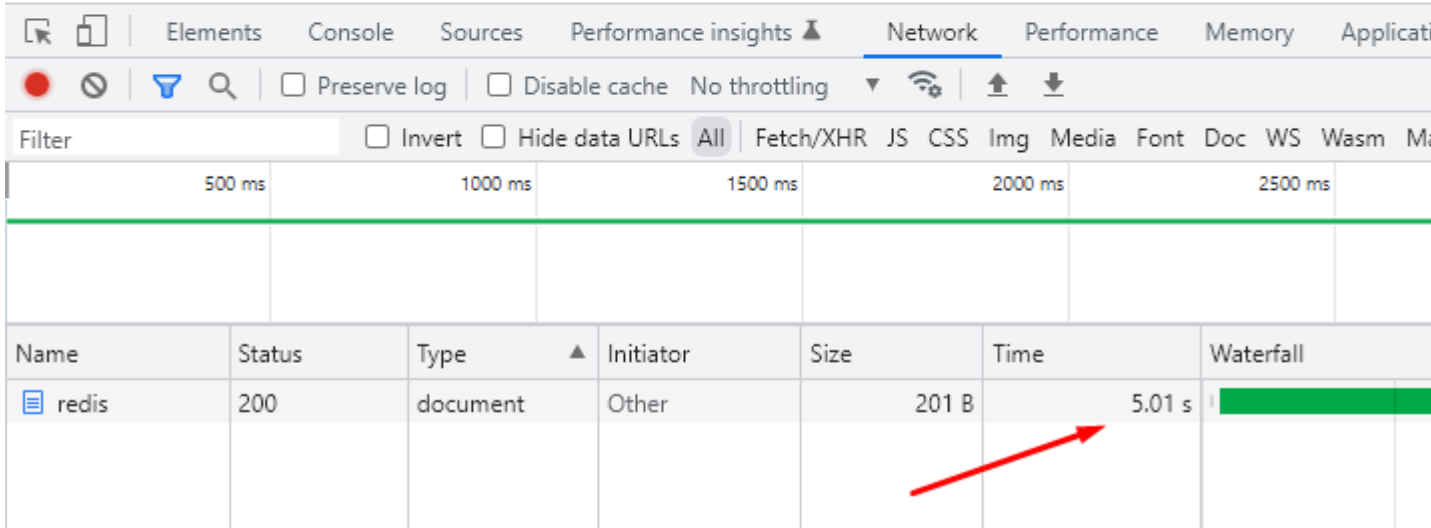 Elements Console Sources Performance insights Network Performance Memory Applicati
Preserve log Disable cache No throttling
Filter Invert Hide data URLs All Fetch/XHR JS CSS Img Media Font Doc WS Wasm Ma
500 ms 1000 ms 1500 ms 2000 ms 2500 ms
Name Status Type Initiator Size Time Waterfall
redis 200 document Other 201 B 5.01 s